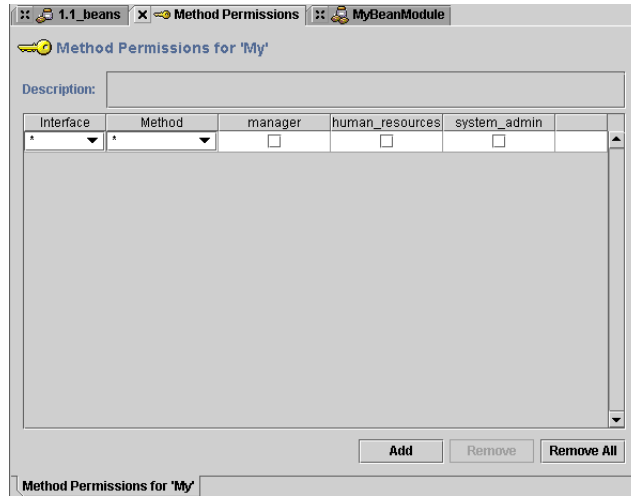 1.1_beans Method Permissions MyBeanModule
Method Permissions for 'My'
Description:
Interface Method manager human_resources system_admin
* *
Add Remove Remove All
Method Permissions for 'My'